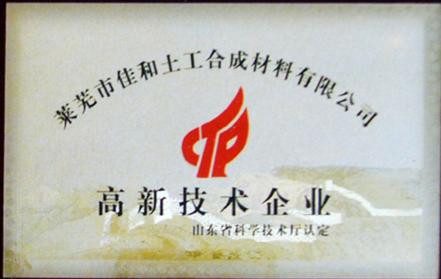 莱芜市佳和土工合成材料有限公司
CTP
高新技术企业
山东省科学技术厅认定